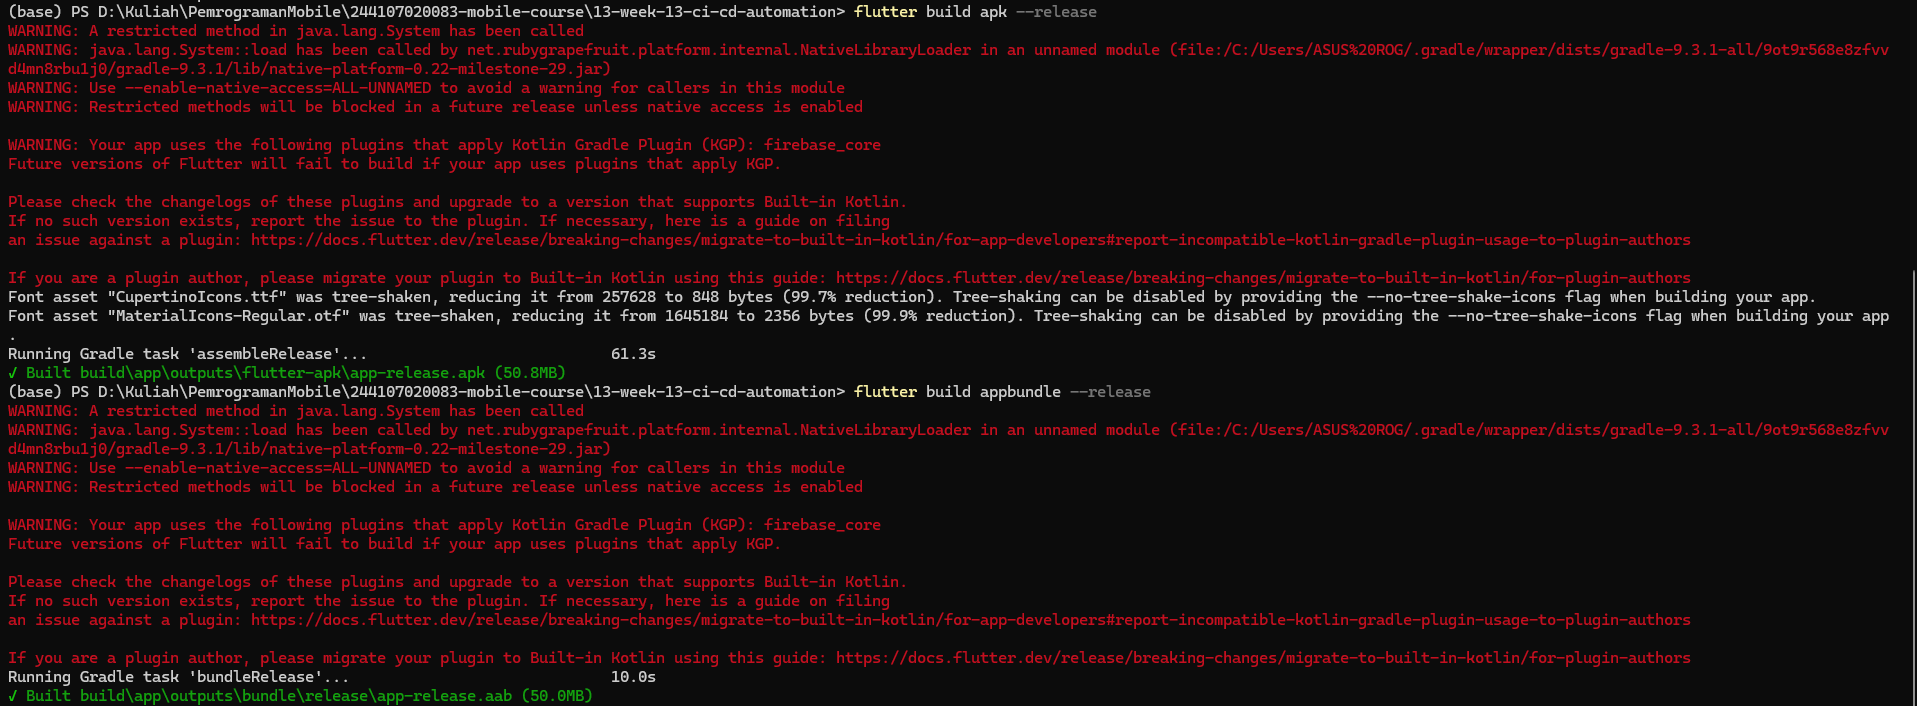 (base) PS D:\Kuliah\PemrogramanMobile\244107020083-mobile-course\13-week-13-ci-cd-automation> flutter build apk --release
WARNING: A restricted method in java.lang.System has been called
WARNING: java.lang.System::load has been called by net.rubygrapefruit.platform.internal.NativeLibraryLoader in an unnamed module (file:/C:/Users/ASUS%20ROG/.gradle/wrapper/dists/gradle-9.3.1-all/9ot9r568e8zfvv
d4mn8rbu1j0/gradle-9.3.1/lib/native-platform-0.22-milestone-29.jar)
WARNING: Use --enable-native-access=ALL-UNNAMED to avoid a warning for callers in this module
WARNING: Restricted methods will be blocked in a future release unless native access is enabled

WARNING: Your app uses the following plugins that apply Kotlin Gradle Plugin (KGP): firebase_core
Future versions of Flutter will fail to build if your app uses plugins that apply KGP.

Please check the changelogs of these plugins and upgrade to a version that supports Built-in Kotlin.
If no such version exists, report the issue to the plugin. If necessary, here is a guide on filing
an issue against a plugin: https://docs.flutter.dev/release/breaking-changes/migrate-to-built-in-kotlin/for-app-developers#report-incompatible-kotlin-gradle-plugin-usage-to-plugin-authors

If you are a plugin author, please migrate your plugin to Built-in Kotlin using this guide: https://docs.flutter.dev/release/breaking-changes/migrate-to-built-in-kotlin/for-plugin-authors
Font asset "CupertinoIcons.ttf" was tree-shaken, reducing it from 257628 to 848 bytes (99.7% reduction). Tree-shaking can be disabled by providing the --no-tree-shake-icons flag when building your app.
Font asset "MaterialIcons-Regular.otf" was tree-shaken, reducing it from 1645184 to 2356 bytes (99.9% reduction). Tree-shaking can be disabled by providing the --no-tree-shake-icons flag when building your app
.
Running Gradle task 'assembleRelease'... 61.3s
✓ Built build\app\outputs\flutter-apk\app-release.apk (50.8MB)
(base) PS D:\Kuliah\PemrogramanMobile\244107020083-mobile-course\13-week-13-ci-cd-automation> flutter build appbundle --release
WARNING: A restricted method in java.lang.System has been called
WARNING: java.lang.System::load has been called by net.rubygrapefruit.platform.internal.NativeLibraryLoader in an unnamed module (file:/C:/Users/ASUS%20ROG/.gradle/wrapper/dists/gradle-9.3.1-all/9ot9r568e8zfvv
d4mn8rbu1j0/gradle-9.3.1/lib/native-platform-0.22-milestone-29.jar)
WARNING: Use --enable-native-access=ALL-UNNAMED to avoid a warning for callers in this module
WARNING: Restricted methods will be blocked in a future release unless native access is enabled

WARNING: Your app uses the following plugins that apply Kotlin Gradle Plugin (KGP): firebase_core
Future versions of Flutter will fail to build if your app uses plugins that apply KGP.

Please check the changelogs of these plugins and upgrade to a version that supports Built-in Kotlin.
If no such version exists, report the issue to the plugin. If necessary, here is a guide on filing
an issue against a plugin: https://docs.flutter.dev/release/breaking-changes/migrate-to-built-in-kotlin/for-app-developers#report-incompatible-kotlin-gradle-plugin-usage-to-plugin-authors

If you are a plugin author, please migrate your plugin to Built-in Kotlin using this guide: https://docs.flutter.dev/release/breaking-changes/migrate-to-built-in-kotlin/for-plugin-authors
Running Gradle task 'bundleRelease'... 10.0s
✓ Built build\app\outputs\bundle\release\app-release.aab (50.0MB)